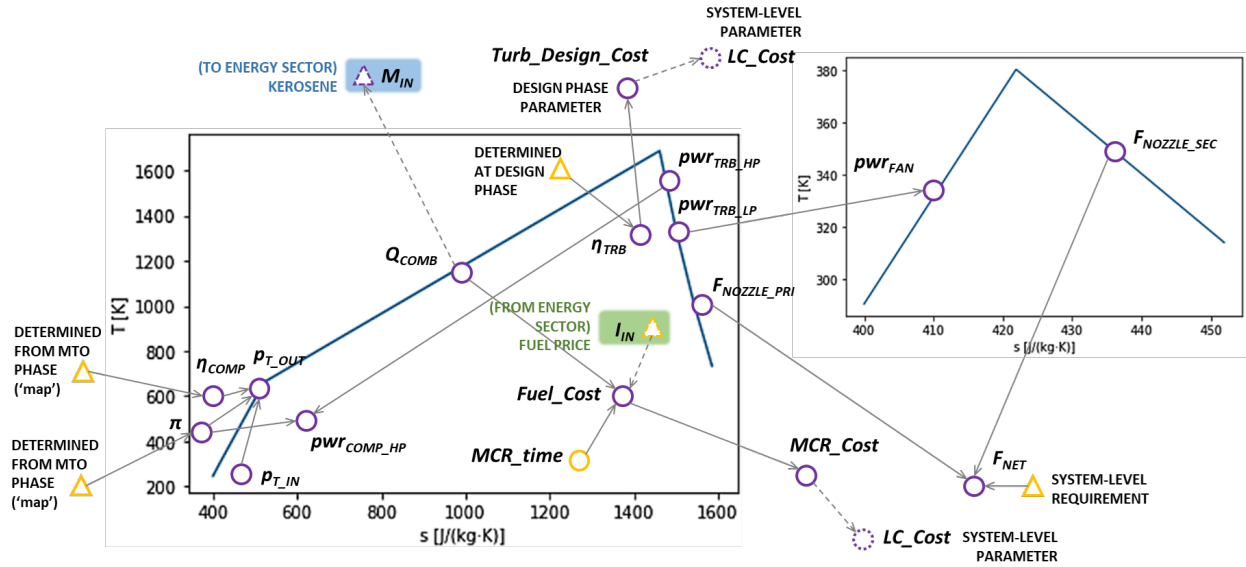 SYSTEM-LEVEL
PARAMETER
Turb_Design_Cost
LC_Cost
(TO ENERGY SECTOR)
KEROSENE
M_IN
DESIGN PHASE
PARAMETER
DETERMINED
AT DESIGN
PHASE
pwr_TRB_HP
pwr_TRB_LP
η_TRB
Q_COMB
F_NOZZLE_PRI
(FROM ENERGY
SECTOR)
FUEL PRICE
I_IN
DETERMINED
FROM MTO
PHASE
('map')
η_COMP
p_T_OUT
π
DETERMINED
FROM MTO
PHASE
('map')
pwr_COMP_HP
p_T_IN
Fuel_Cost
MCR_time
MCR_Cost
LC_Cost
SYSTEM-LEVEL
PARAMETER
F_NET
SYSTEM-LEVEL
REQUIREMENT
T [K]
1600
1400
1200
1000
800
600
400
200
400 600 800 1000 1200 1400 1600
s [J/(kg·K)]
pwr_FAN
F_NOZZLE_SEC
T [K]
380
360
340
320
300
400 410 420 430 440 450
s [J/(kg·K)]